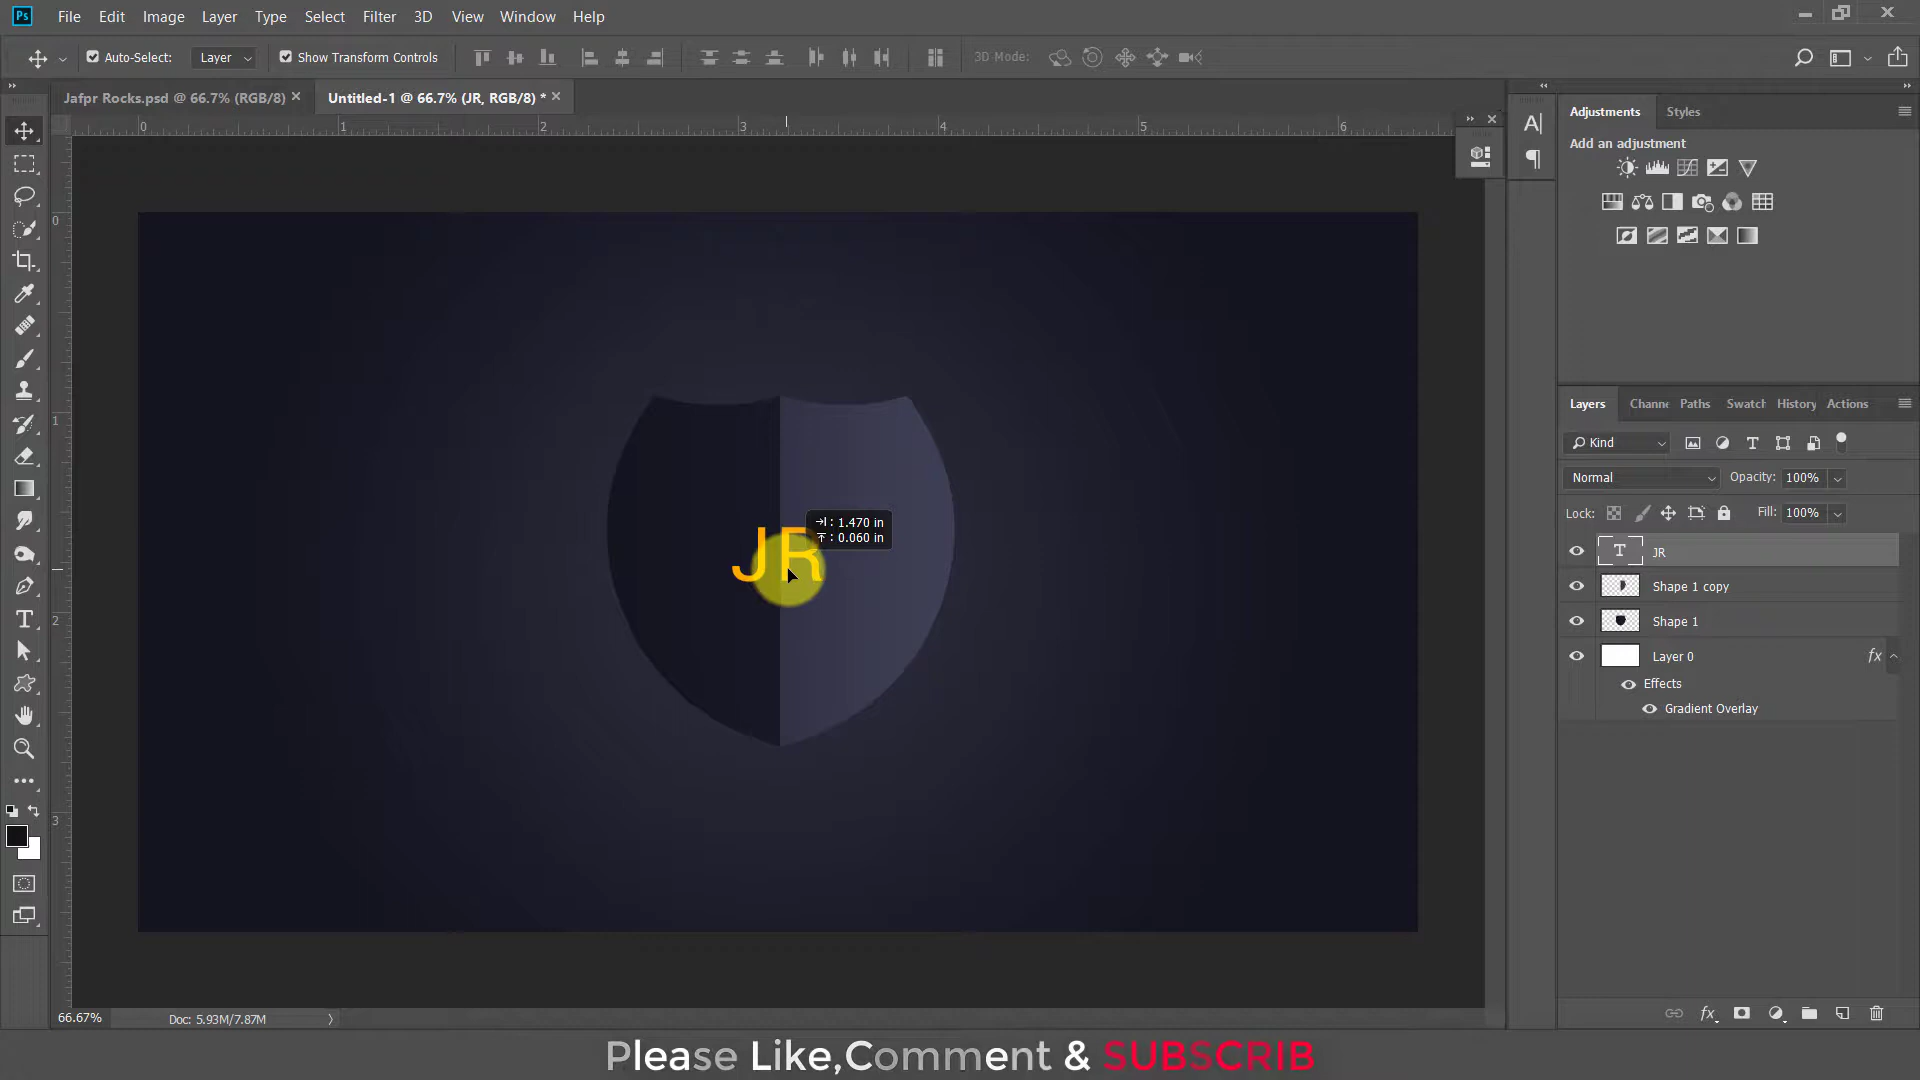 Ps File Edit Image Layer Type Select Filter 3D View Window Help
Auto-Select: Layer Show Transform Controls 3D Mode:
Jafpr Rocks.psd @ 66.7% (RGB/8) × Untitled-1 @ 66.7% (JR, RGB/8) * ×
0 1 2 3 4 5 6
0
1
2
3
JR
: 1.470 in
: 0.060 in
Adjustments Styles
Add an adjustment
Layers Channe Paths Swatch History Actions
Kind
Normal Opacity: 100%
Lock: Fill: 100%
JR
Shape 1 copy
Shape 1
Layer 0 fx
Effects
Gradient Overlay
66.67% Doc: 5.93M/7.87M
Please Like,Comment & SUBSCRIB